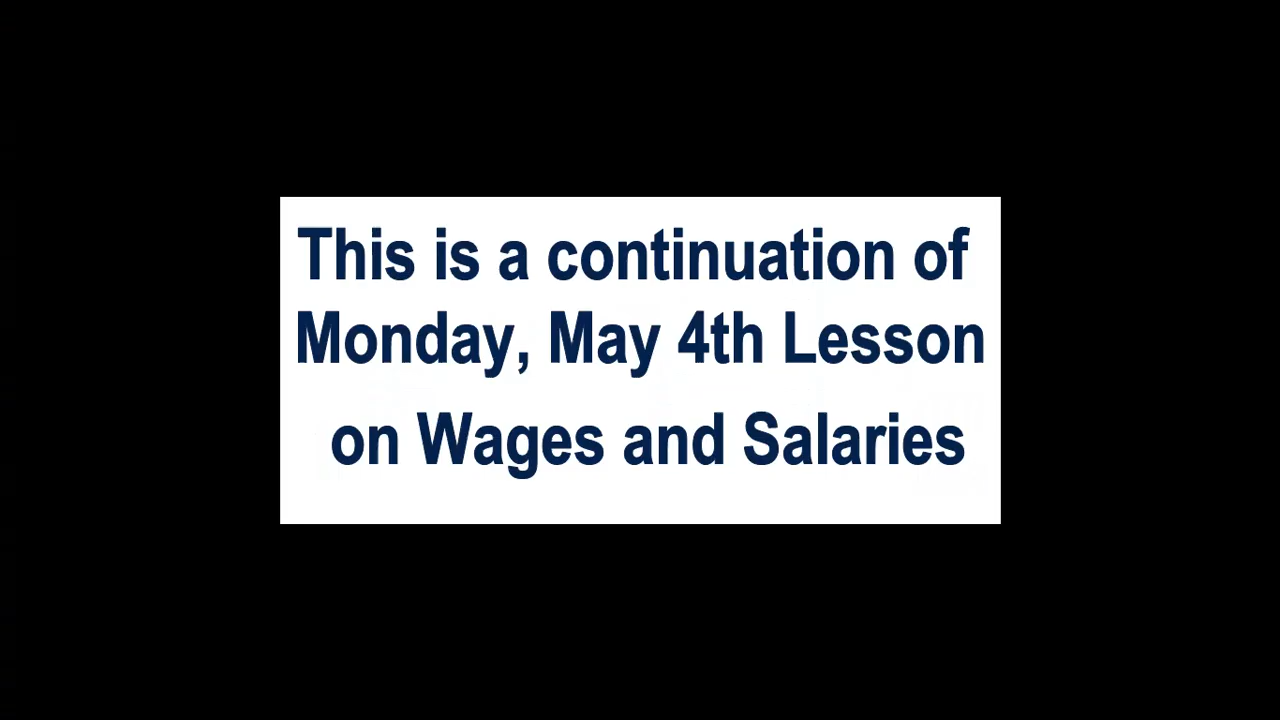 This is a continuation of
Monday, May 4th Lesson
on Wages and Salaries